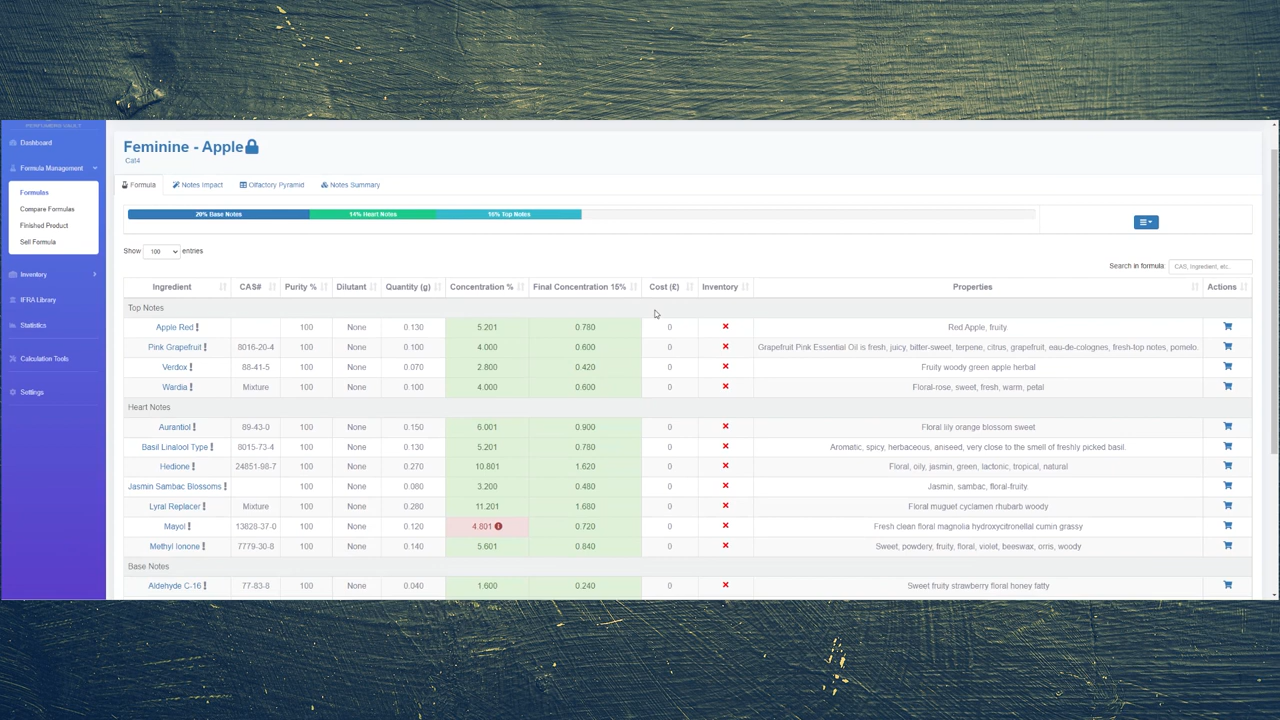 PERFUMERS VAULT
Dashboard
Formula Management
Formulas
Compare Formulas
Finished Product
Sell Formula
Inventory
IFRA Library
Statistics
Calculation Tools
Settings
Feminine - Apple
Cat4
Formula Notes Impact Olfactory Pyramid Notes Summary
20% Base Notes 14% Heart Notes 16% Top Notes
Show 100 entries
Search in formula: CAS, Ingredient, etc.
Ingredient CAS# Purity % Dilutant Quantity (g) Concentration % Final Concentration 15% Cost (£) Inventory Properties Actions
Top Notes
Apple Red 100 None 0.130 5.201 0.780 0 Red Apple, fruity.
Pink Grapefruit 8016-20-4 100 None 0.100 4.000 0.600 0 Grapefruit Pink Essential Oil is fresh, juicy, bitter-sweet, terpene, citrus, grapefruit, eau-de-colognes, fresh-top notes, pomelo.
Verdox 88-41-5 100 None 0.070 2.800 0.420 0 Fruity woody green apple herbal
Wardia Mixture 100 None 0.100 4.000 0.600 0 Floral-rose, sweet, fresh, warm, petal
Heart Notes
Aurantiol 89-43-0 100 None 0.150 6.001 0.900 0 Floral lily orange blossom sweet
Basil Linalool Type 8015-73-4 100 None 0.130 5.201 0.780 0 Aromatic, spicy, herbaceous, aniseed, very close to the smell of freshly picked basil.
Hedione 24851-98-7 100 None 0.270 10.801 1.620 0 Floral, oily, jasmin, green, lactonic, tropical, natural
Jasmin Sambac Blossoms 100 None 0.080 3.200 0.480 0 Jasmin, sambac, floral-fruity.
Lyral Replacer Mixture 100 None 0.280 11.201 1.680 0 Floral muguet cyclamen rhubarb woody
Mayol 13828-37-0 100 None 0.120 4.801 0.720 0 Fresh clean floral magnolia hydroxycitronellal cumin grassy
Methyl Ionone 7779-30-8 100 None 0.140 5.601 0.840 0 Sweet, powdery, fruity, floral, violet, beeswax, orris, woody
Base Notes
Aldehyde C-16 77-83-8 100 None 0.040 1.600 0.240 0 Sweet fruity strawberry floral honey fatty